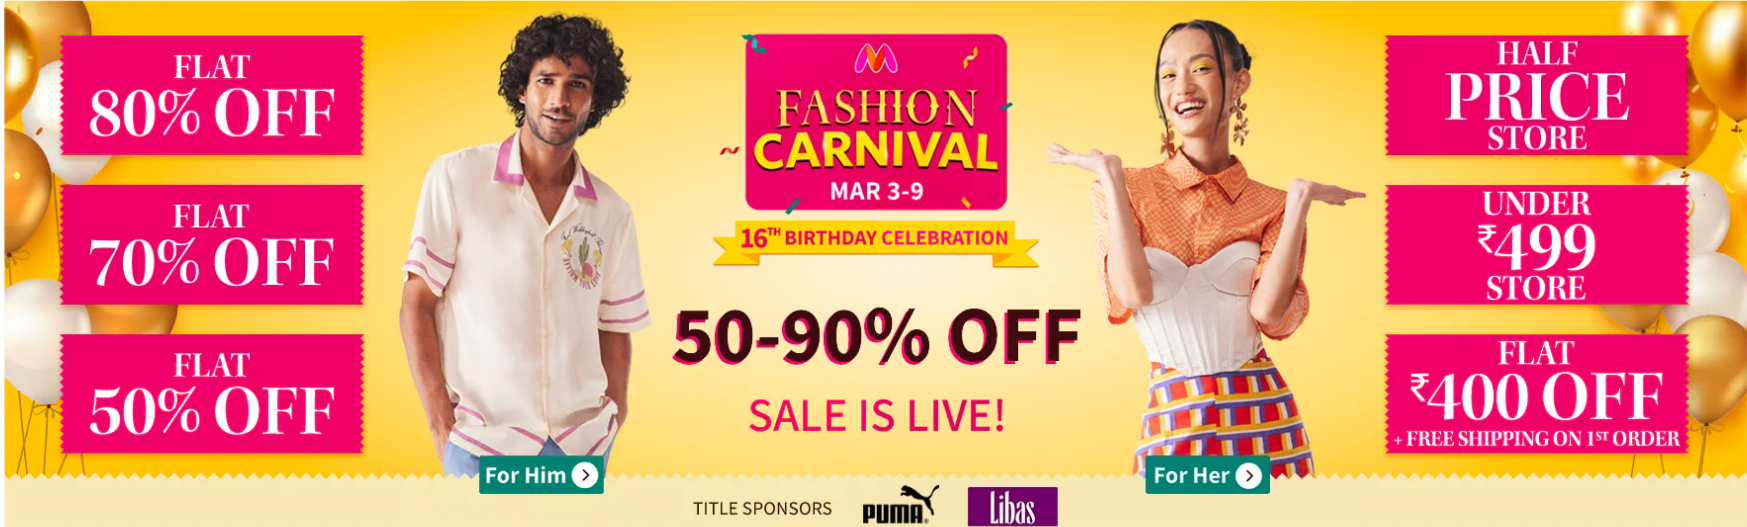 FLAT
80% OFF
FLAT
70% OFF
FLAT
50% OFF
FASHION
CARNIVAL
MAR 3-9
16TH BIRTHDAY CELEBRATION
50-90% OFF
SALE IS LIVE!
HALF
PRICE
STORE
UNDER
₹499
STORE
FLAT
₹400 OFF
+ FREE SHIPPING ON 1ST ORDER
For Him
For Her
TITLE SPONSORS
PUMA
Libas